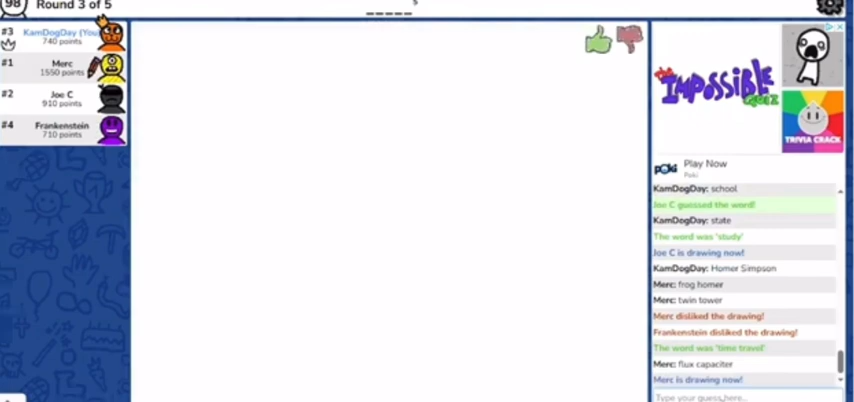 98 Round 3 of 5
_____ 5
#3 KamDogDay (You)
740 points
#1 Merc
1550 points
#2 Joe C
910 points
#4 Frankenstein
710 points
the IMPOSSIBLE QUIZ
TRIVIA CRACK
poki Play Now
Poki
KamDogDay: school
Joe C guessed the word!
KamDogDay: state
The word was 'study'
Joe C is drawing now!
KamDogDay: Homer Simpson
Merc: frog homer
Merc: twin tower
Merc disliked the drawing!
Frankenstein disliked the drawing!
The word was 'time travel'
Merc: flux capaciter
Merc is drawing now!
Type your guess here...